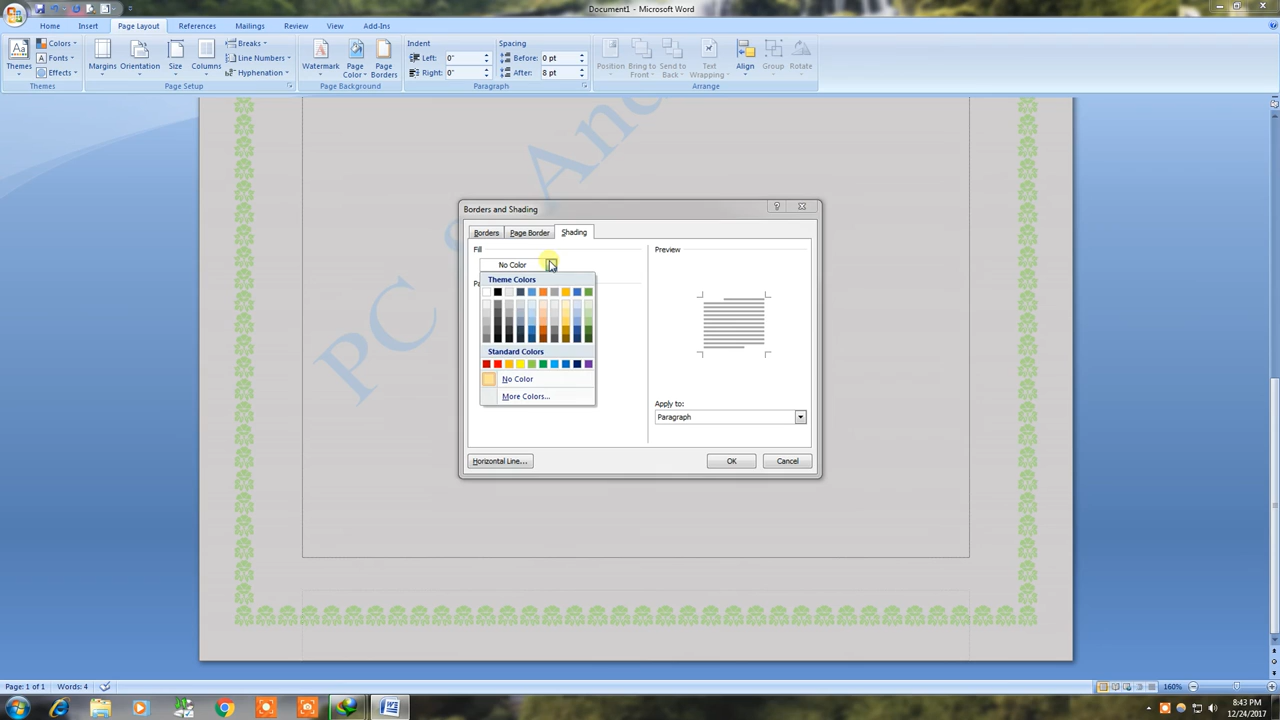 Document1 - Microsoft Word
Home Insert Page Layout References Mailings Review View Add-Ins
Themes
Colors
Fonts
Effects
Themes
Margins Orientation Size Columns
Breaks
Line Numbers
Hyphenation
Page Setup
Watermark Page Color Page Borders
Page Background
Indent
Left: 0"
Right: 0"
Spacing
Before: 0 pt
After: 8 pt
Paragraph
Position Bring to Front Send to Back Text Wrapping Align Group Rotate
Arrange
PC
And
Borders and Shading
Borders Page Border Shading
Fill
No Color
Pa
Theme Colors
Standard Colors
No Color
More Colors...
Preview
Apply to:
Paragraph
Horizontal Line... OK Cancel
Page: 1 of 1 Words: 4
160%
8:43 PM
12/24/2017